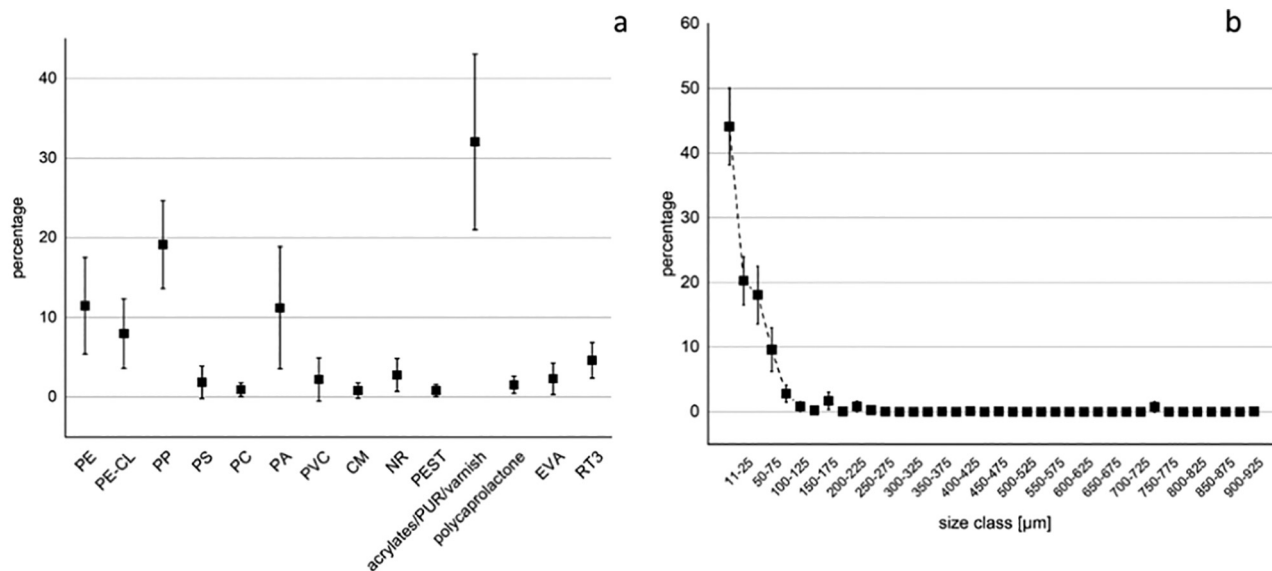 a
40
30
20
10
0
percentage
PE
PE-CL
PP
PS
PC
PA
PVC
CM
NR
PEST
acrylates/PUR/varnish
polycaprolactone
EVA
RT3
b
60
50
40
30
20
10
0
percentage
11-25
50-75
100-125
150-175
200-225
250-275
300-325
350-375
400-425
450-475
500-525
550-575
600-625
650-675
700-725
750-775
800-825
850-875
900-925
size class [µm]